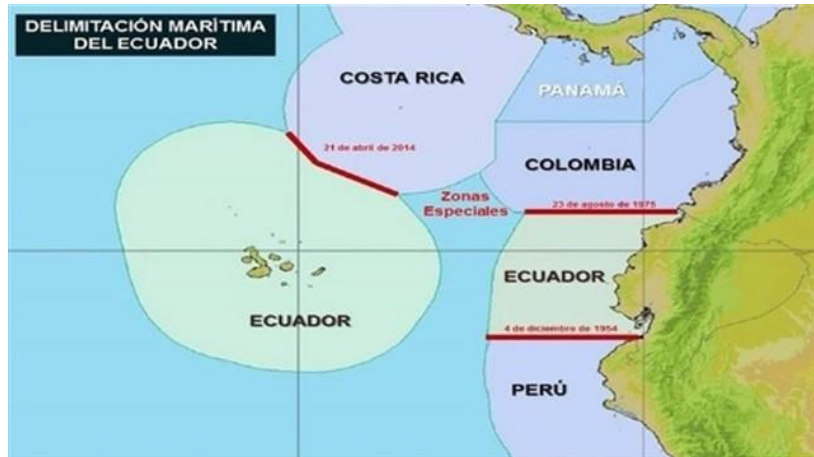 DELIMITACIÓN MARÍTIMA
DEL ECUADOR
COSTA RICA
PANAMÁ
21 de abril de 2014
COLOMBIA
Zonas
Especiales
23 de agosto de 1975
ECUADOR
ECUADOR
4 de diciembre de 1954
PERÚ